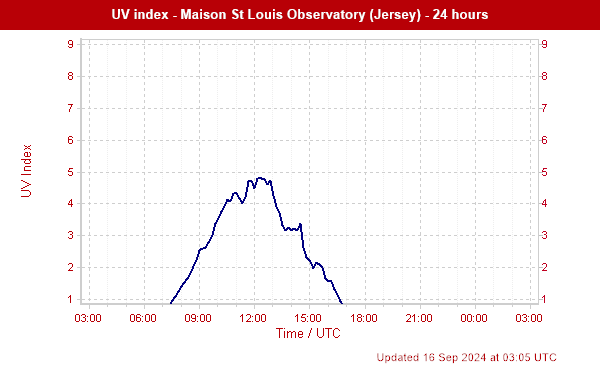 UV index - Maison St Louis Observatory (Jersey) - 24 hours
9 9
8 8
7 7
6 6
5 5
4 4
3 3
2 2
1 1
UV Index
03:00 06:00 09:00 12:00 15:00 18:00 21:00 00:00 03:00
Time / UTC
Updated 16 Sep 2024 at 03:05 UTC